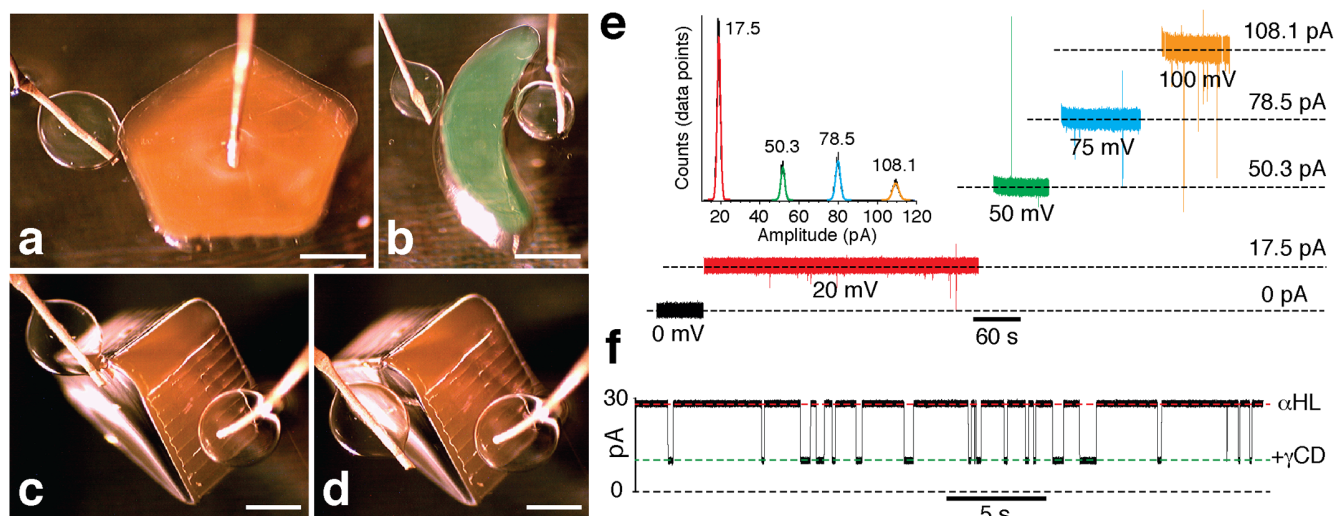 a
b
c
d
e
Counts (data points)
17.5
50.3
78.5
108.1
20 40 60 80 100 120
Amplitude (pA)
108.1 pA
100 mV
78.5 pA
75 mV
50.3 pA
50 mV
17.5 pA
20 mV
0 pA
0 mV
60 s
f
30
pA
0
αHL
+γCD
5 s